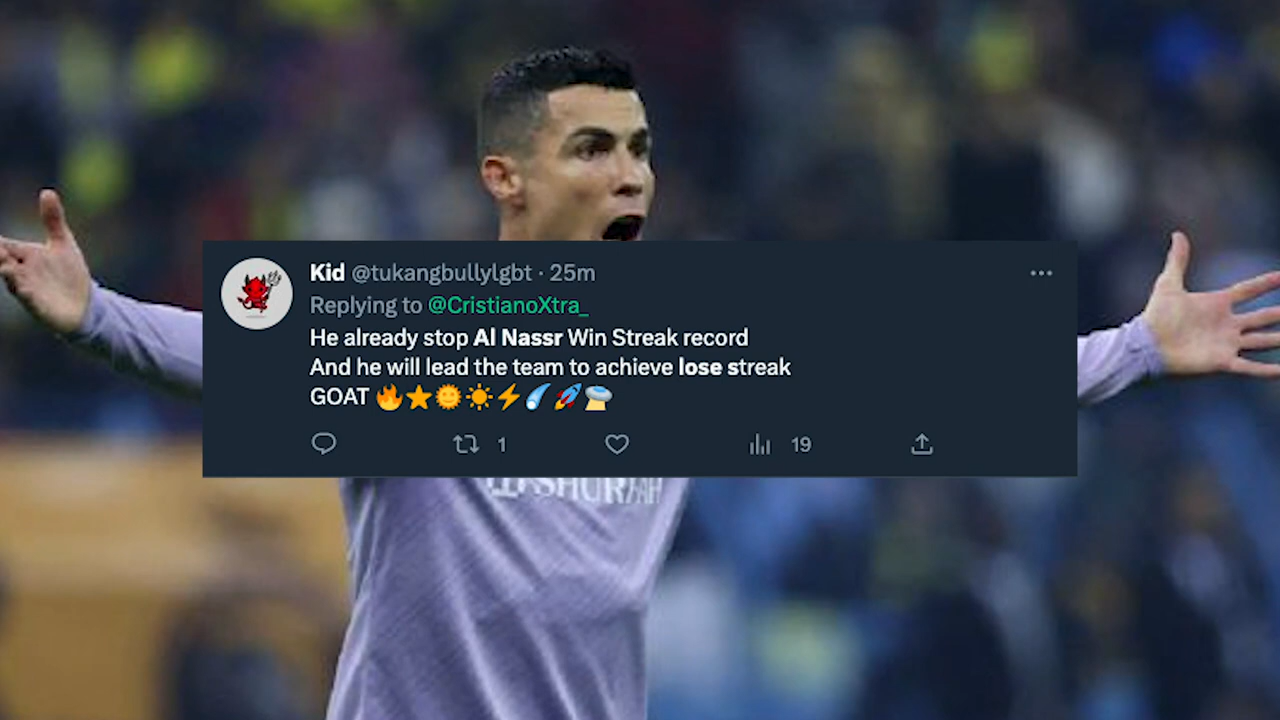 Kid @tukangbullylgbt · 25m
Replying to @CristianoXtra_
He already stop Al Nassr Win Streak record
And he will lead the team to achieve lose streak
GOAT 🔥⭐🌞☀️⚡☄️🚀🛸
1 19